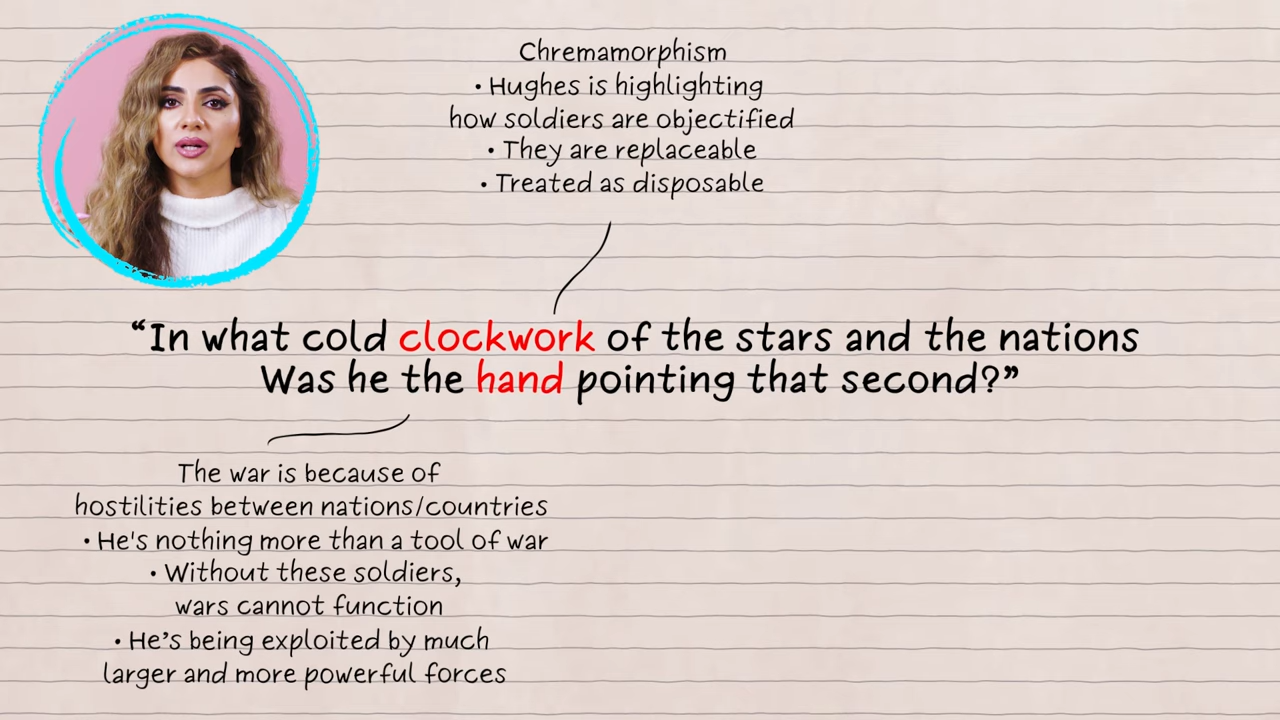 Chremamorphism
• Hughes is highlighting
how soldiers are objectified
• They are replaceable
• Treated as disposable
“In what cold clockwork of the stars and the nations
Was he the hand pointing that second?”
The war is because of
hostilities between nations/countries
• He's nothing more than a tool of war
• Without these soldiers,
wars cannot function
• He’s being exploited by much
larger and more powerful forces